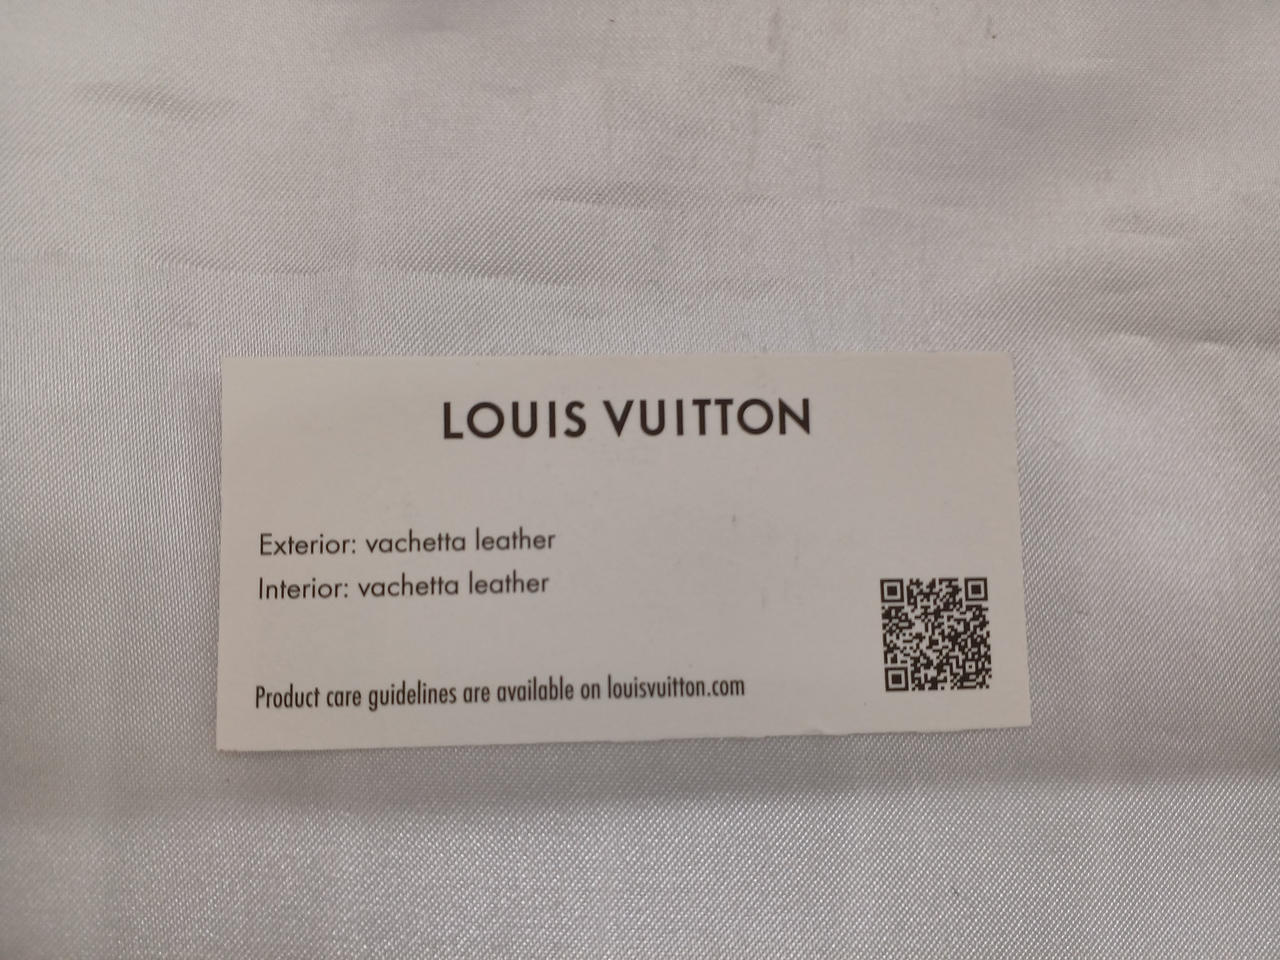 LOUIS VUITTON
Exterior: vachetta leather
Interior: vachetta leather
Product care guidelines are available on louisvuitton.com